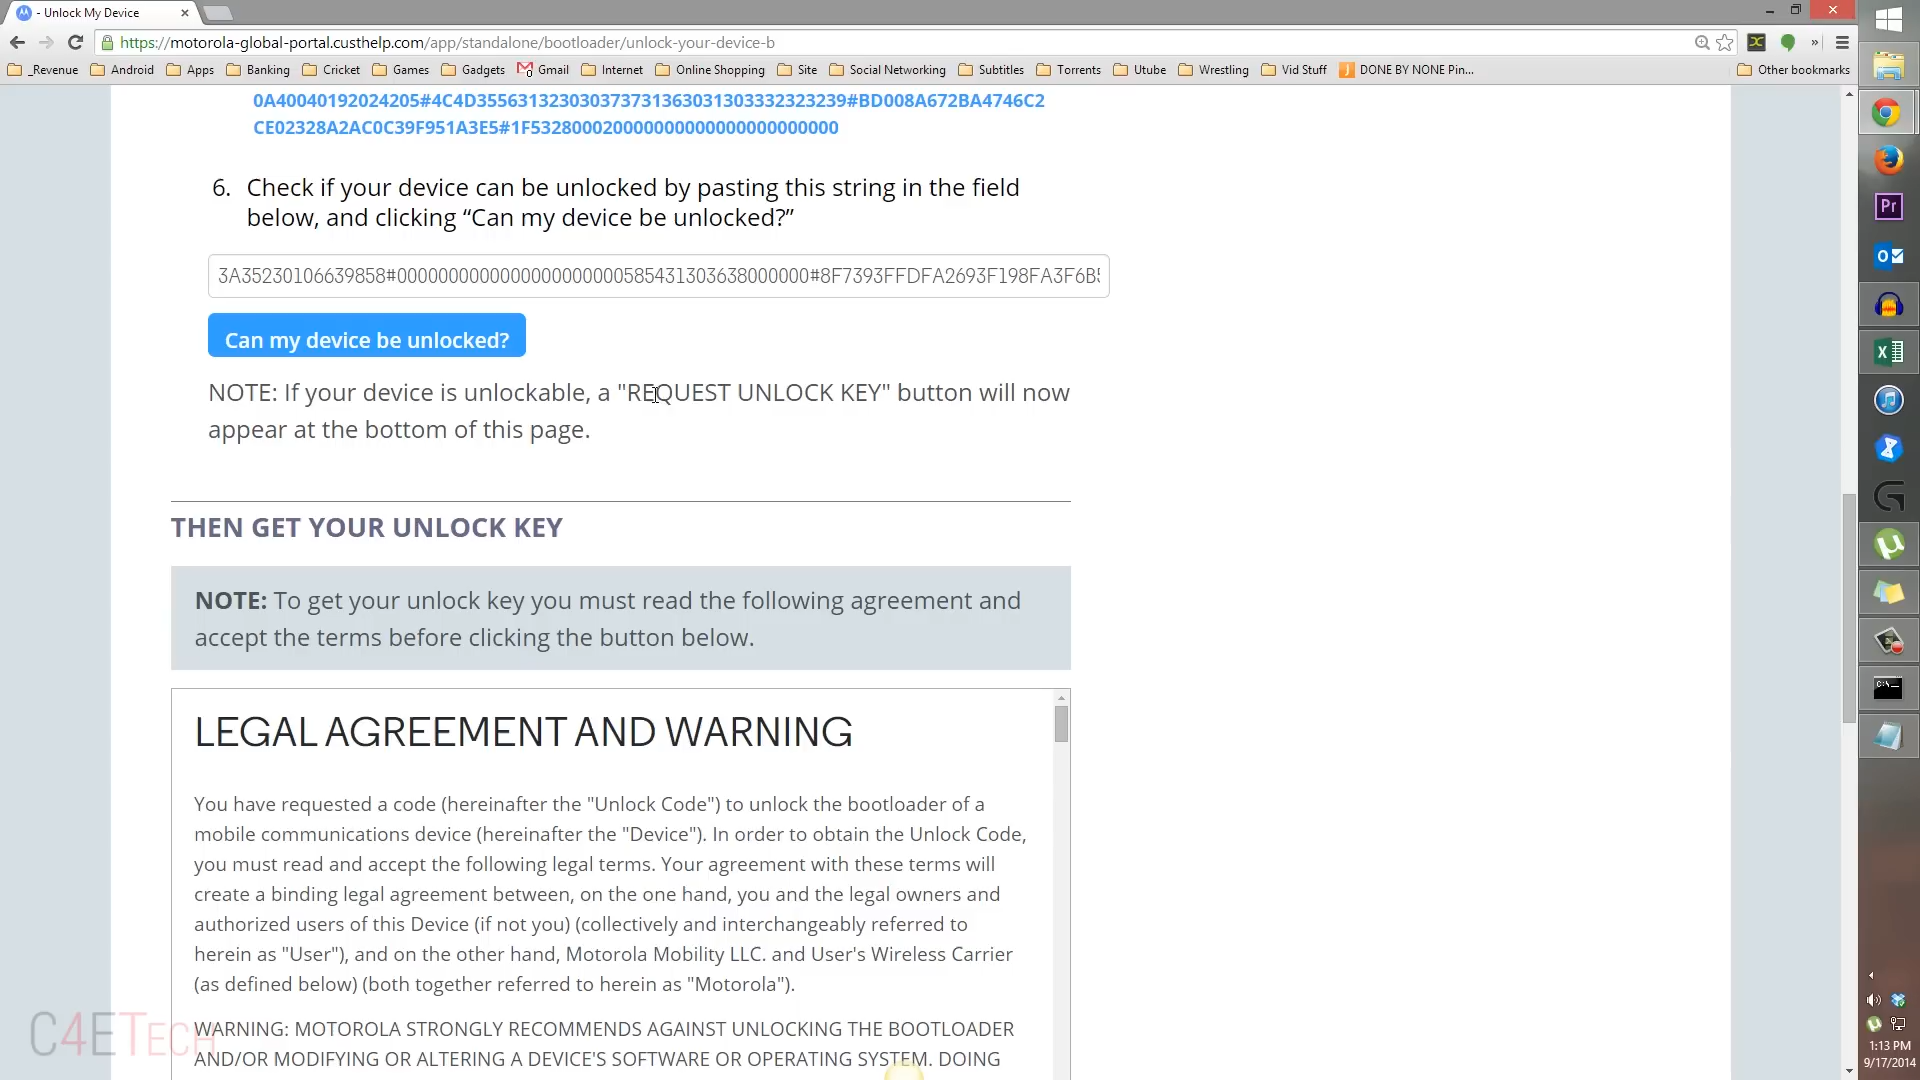 - Unlock My Device
https://motorola-global-portal.custhelp.com/app/standalone/bootloader/unlock-your-device-b
_Revenue Android Apps Banking Cricket Games Gadgets Gmail Internet Online Shopping Site Social Networking Subtitles Torrents Utube Wrestling Vid Stuff DONE BY NONE Pin... Other bookmarks
0A40040192024205#4C4D3556313230303737313630313033323239#BD008A672BA4746C2
CE02328A2AC0C39F951A3E5#1F532800020000000000000000000000
6. Check if your device can be unlocked by pasting this string in the field
below, and clicking “Can my device be unlocked?”
Can my device be unlocked?
NOTE: If your device is unlockable, a "REQUEST UNLOCK KEY" button will now
appear at the bottom of this page.
THEN GET YOUR UNLOCK KEY
NOTE: To get your unlock key you must read the following agreement and
accept the terms before clicking the button below.
LEGAL AGREEMENT AND WARNING
You have requested a code (hereinafter the "Unlock Code") to unlock the bootloader of a
mobile communications device (hereinafter the "Device"). In order to obtain the Unlock Code,
you must read and accept the following legal terms. Your agreement with these terms will
create a binding legal agreement between, on the one hand, you and the legal owners and
authorized users of this Device (if not you) (collectively and interchangeably referred to
herein as "User"), and on the other hand, Motorola Mobility LLC. and User's Wireless Carrier
(as defined below) (both together referred to herein as "Motorola").
WARNING: MOTOROLA STRONGLY RECOMMENDS AGAINST UNLOCKING THE BOOTLOADER
AND/OR MODIFYING OR ALTERING A DEVICE'S SOFTWARE OR OPERATING SYSTEM. DOING
C4ETech
Pr
1:13 PM
9/17/2014